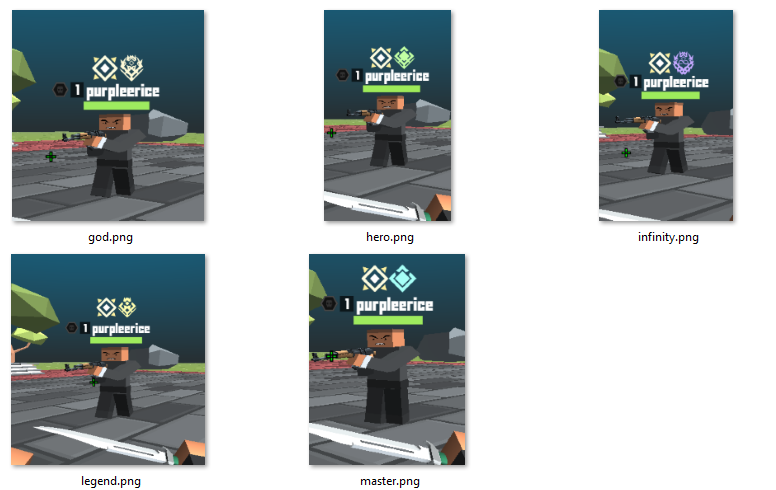 1 purpleerice
1 purpleerice
1 purpleerice
god.png
hero.png
infinity.png
1 purpleerice
1 purpleerice
legend.png
master.png